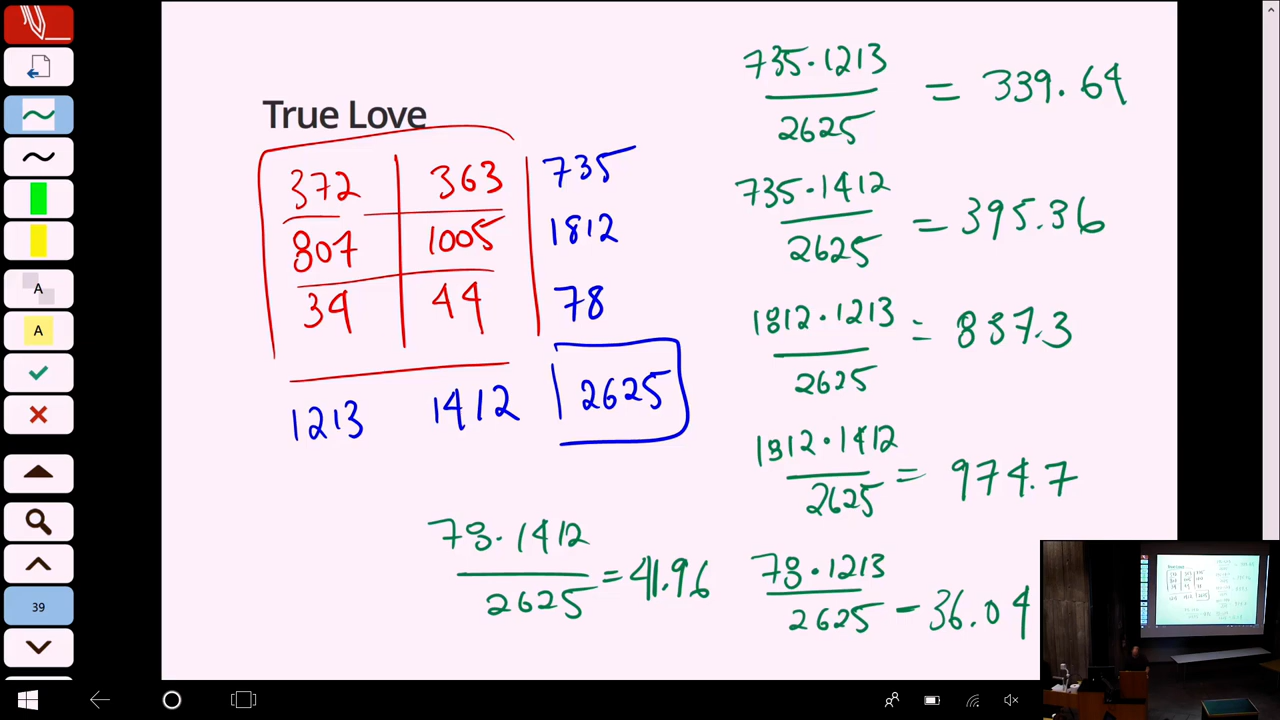 True Love
372 363 735
807 1005 1812
34 44 78
1213 1412 2625
735·1213
2625
= 339.64
735·1412
2625
= 395.36
1812·1213
2625
= 837.3
1812·1412
2625
= 974.7
78·1412
2625
= 41.96
78·1213
2625
- 36.04
A
A
39